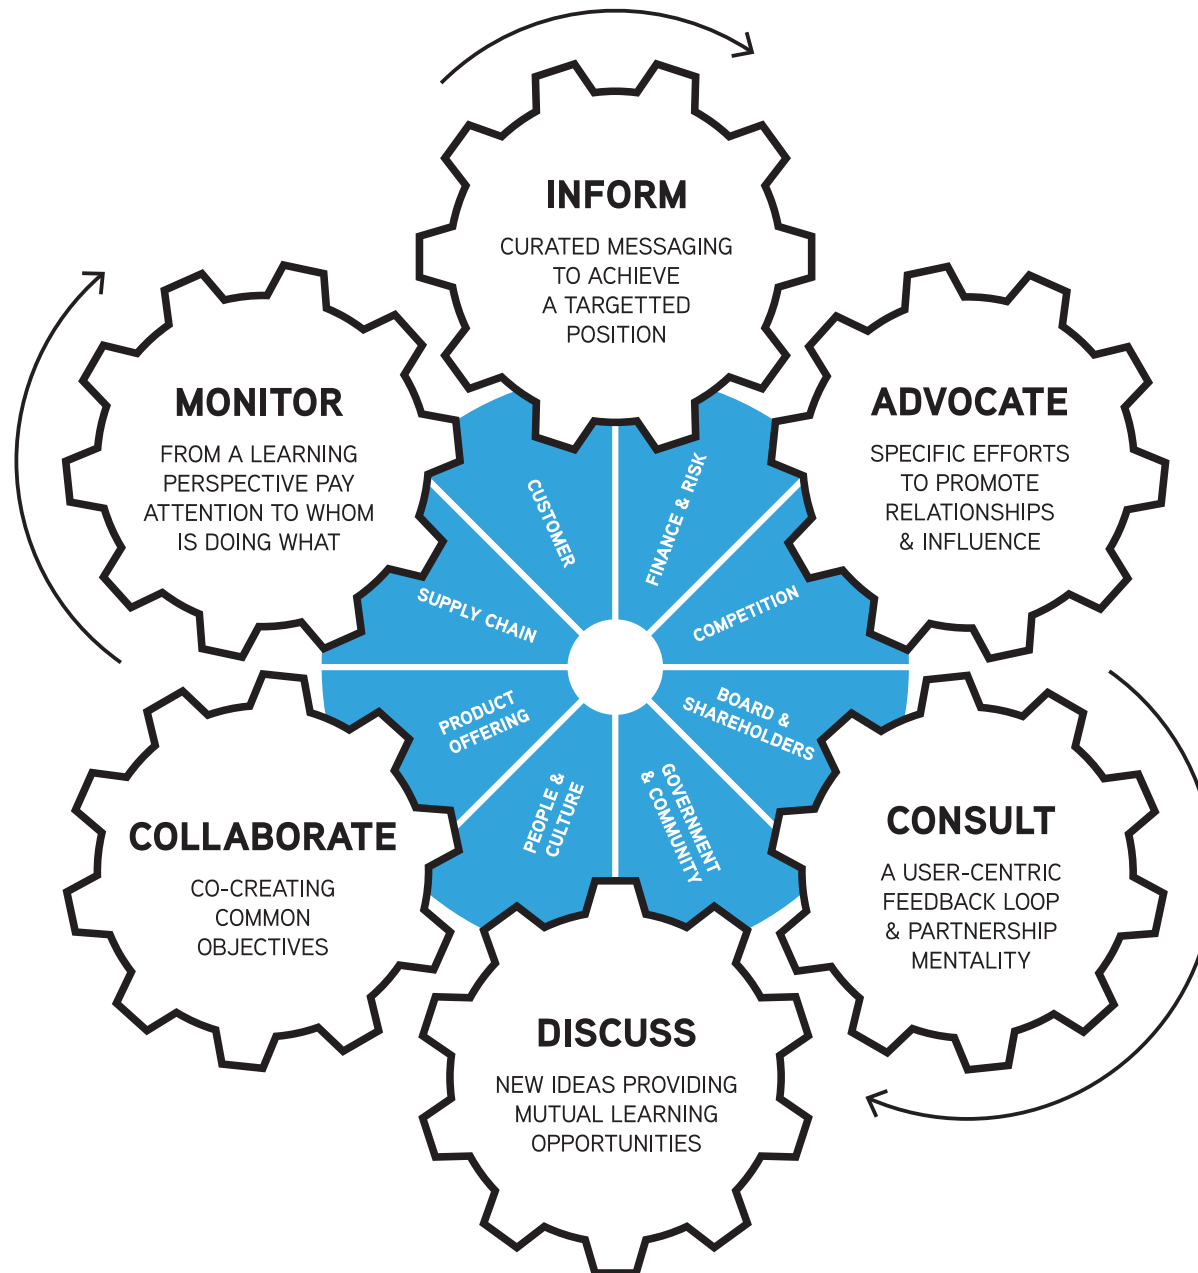 INFORM
CURATED MESSAGING
TO ACHIEVE
A TARGETTED
POSITION
ADVOCATE
SPECIFIC EFFORTS
TO PROMOTE
RELATIONSHIPS
& INFLUENCE
CONSULT
A USER-CENTRIC
FEEDBACK LOOP
& PARTNERSHIP
MENTALITY
DISCUSS
NEW IDEAS PROVIDING
MUTUAL LEARNING
OPPORTUNITIES
COLLABORATE
CO-CREATING
COMMON
OBJECTIVES
MONITOR
FROM A LEARNING
PERSPECTIVE PAY
ATTENTION TO WHOM
IS DOING WHAT
FINANCE & RISK
COMPETITION
BOARD &
SHAREHOLDERS
GOVERNMENT
& COMMUNITY
PEOPLE &
CULTURE
PRODUCT
OFFERING
SUPPLY CHAIN
CUSTOMER